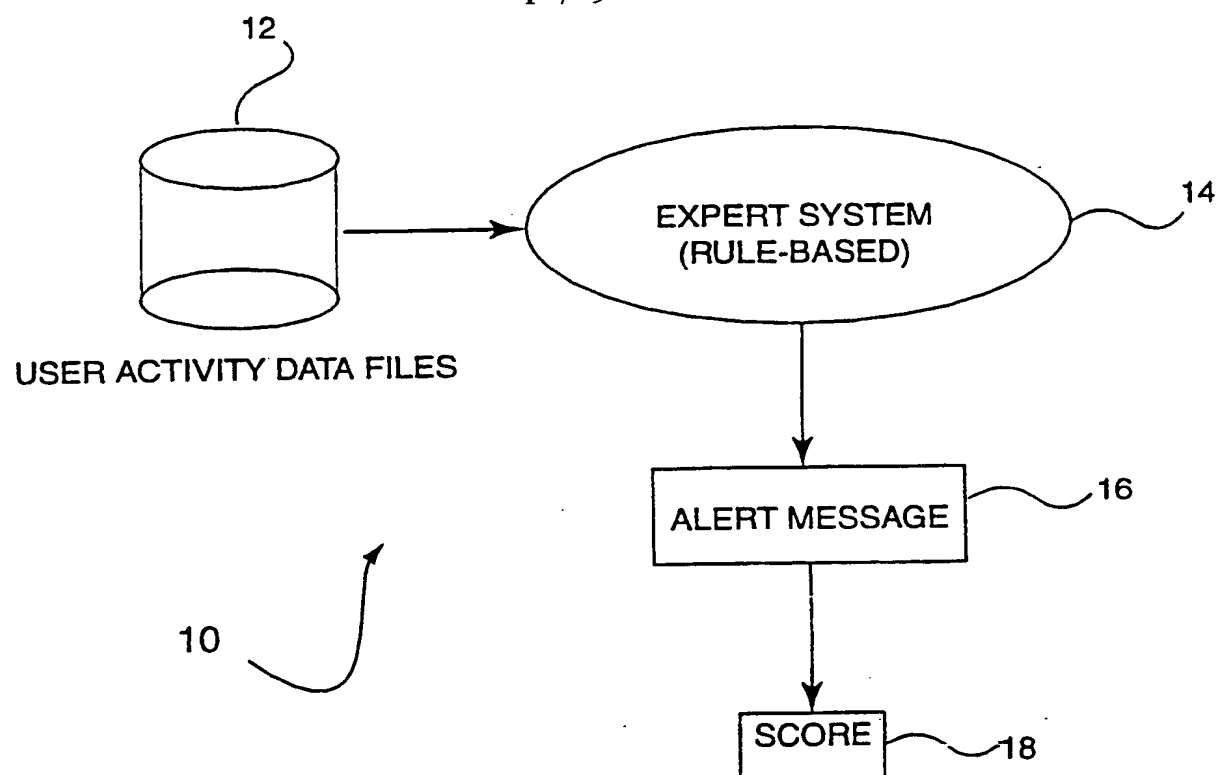 12
14
EXPERT SYSTEM
(RULE-BASED)
USER ACTIVITY DATA FILES
16
ALERT MESSAGE
10
SCORE
18